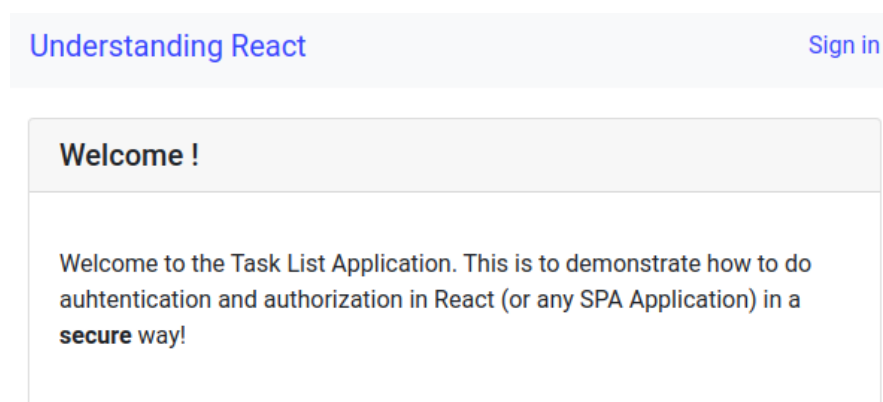 Understanding React
Sign in
Welcome !
Welcome to the Task List Application. This is to demonstrate how to do
auhtentication and authorization in React (or any SPA Application) in a
secure way!